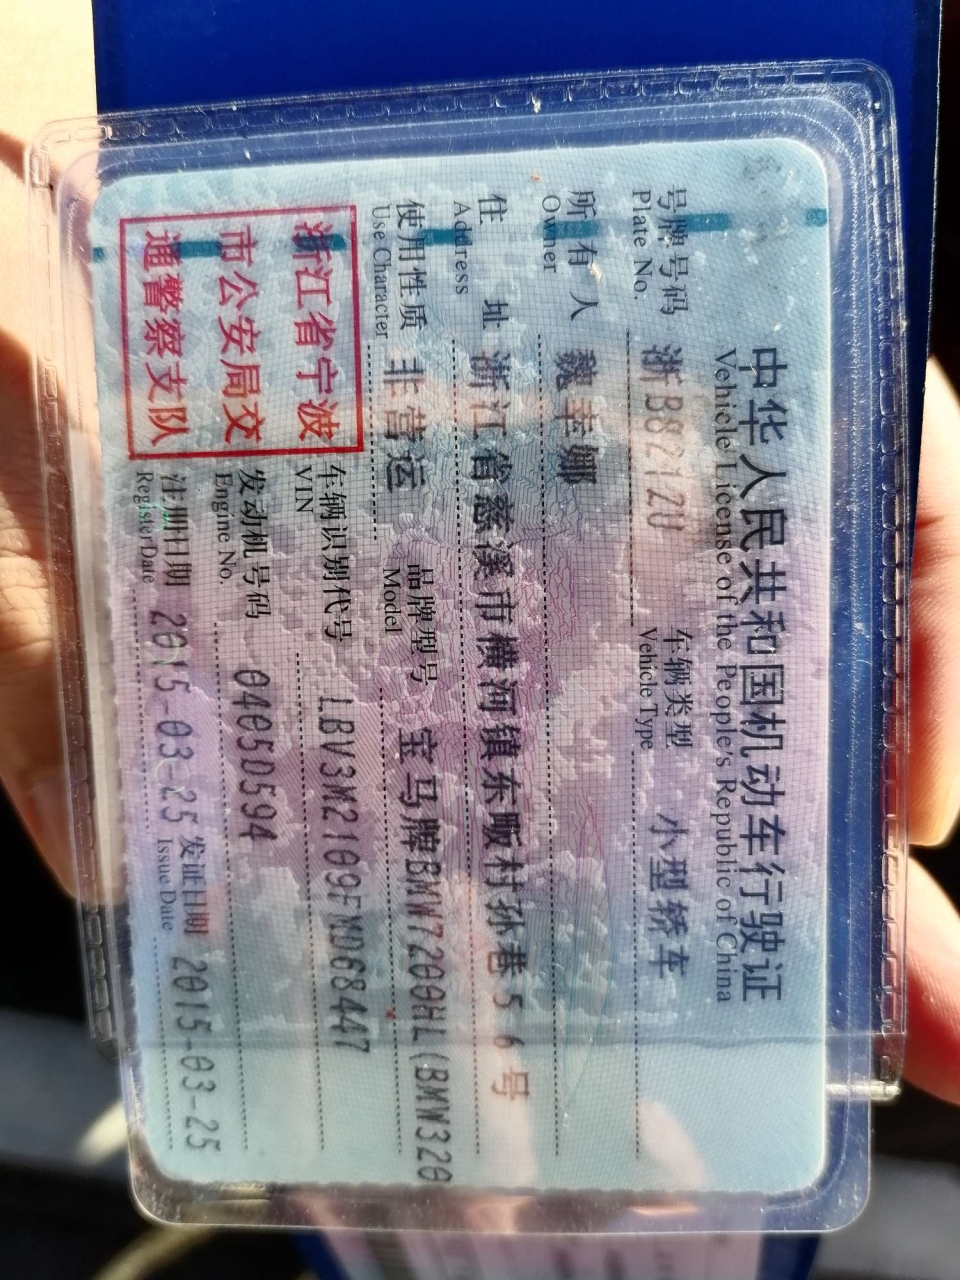 中华人民共和国机动车行驶证
Vehicle License of the People's Republic of China
号牌号码 浙B8212U 车辆类型 小型轿车
Plate No. Vehicle Type
所有人 魏幸娜
Owner
住址 浙江省慈溪市横河镇东畈村孙巷56号
Address
使用性质 非营运 品牌型号 宝马牌BMW7200HL(BMW320
Use Character Model
浙江省宁波
市公安局交
通警察支队
车辆识别代号 LBV3M2109FMD68447
VIN
发动机号码 0405D594
Engine No.
注册日期 2015-03-25 发证日期 2015-03-25
Register Date Issue Date